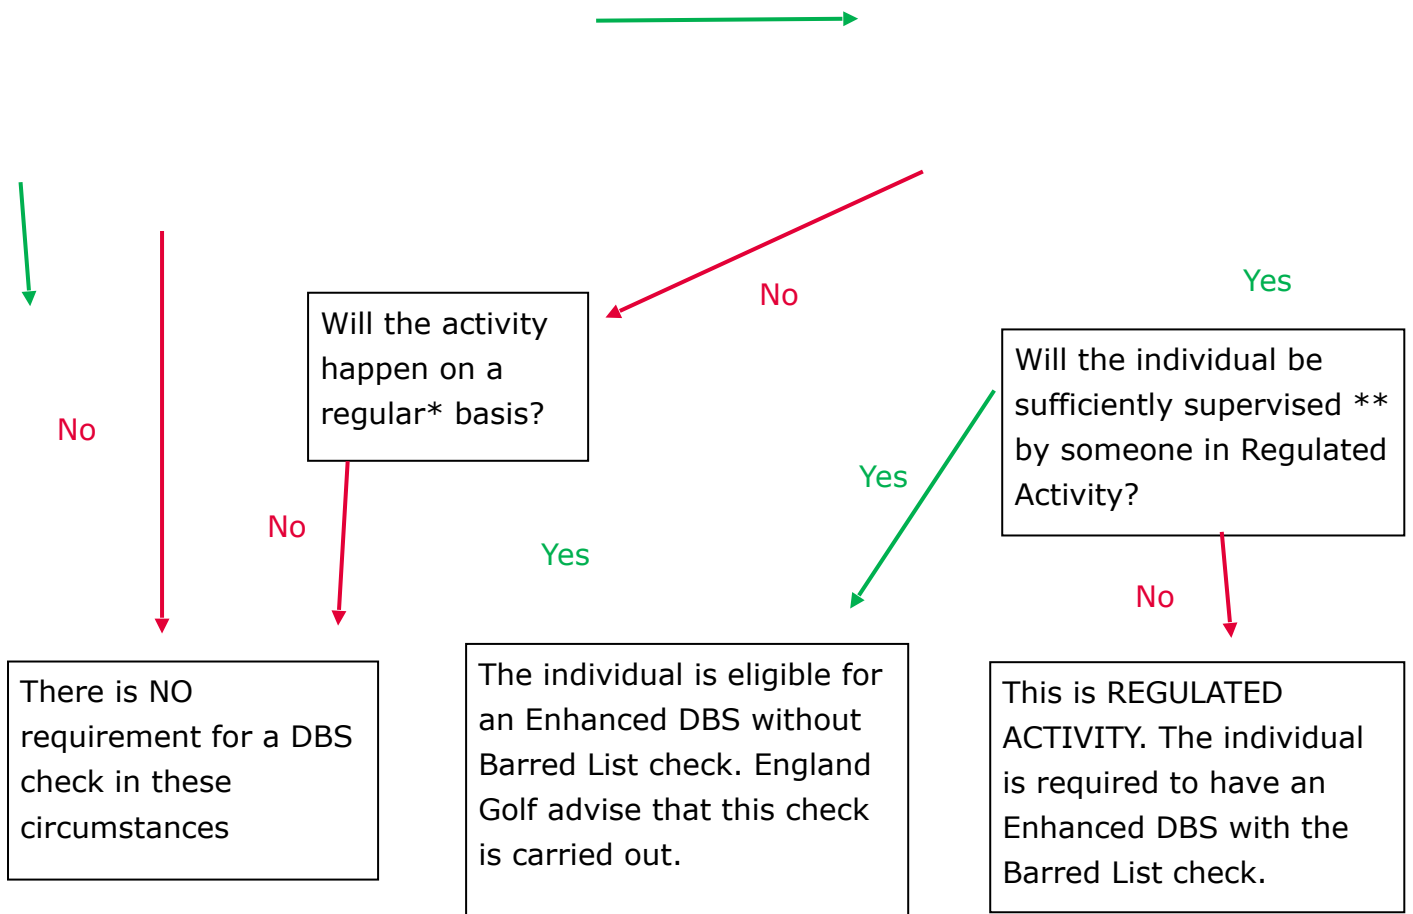 No
Yes
Will the activity
happen on a
regular* basis?
Will the individual be
sufficiently supervised **
by someone in Regulated
Activity?
No
Yes
No
Yes
No
There is NO
requirement for a DBS
check in these
circumstances
The individual is eligible for
an Enhanced DBS without
Barred List check. England
Golf advise that this check
is carried out.
This is REGULATED
ACTIVITY. The individual
is required to have an
Enhanced DBS with the
Barred List check.